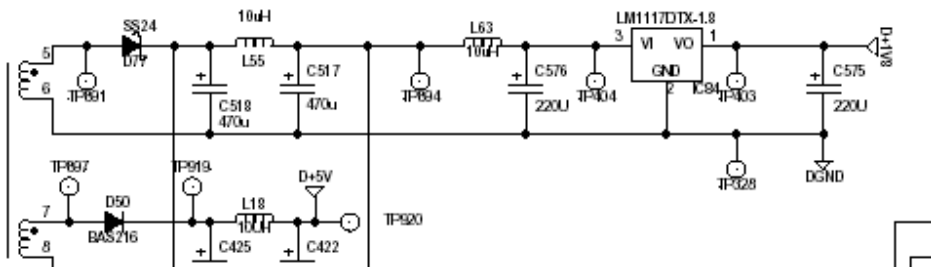 10uH
LM1117DTX-1.8
SS24
L63
D+1V8
5
D77
L55
10uH
3
VI
VO
1
GND
C517
C576
C575
6
TP891
C518
470u
470u
TP894
220U
TP404
2
IC84
TP403
220U
TP897
TP919
D+5V
TP328
DGND
7
D50
L18
10UH
TP920
BAS216
8
C425
C422
+
+
+
+
+
+